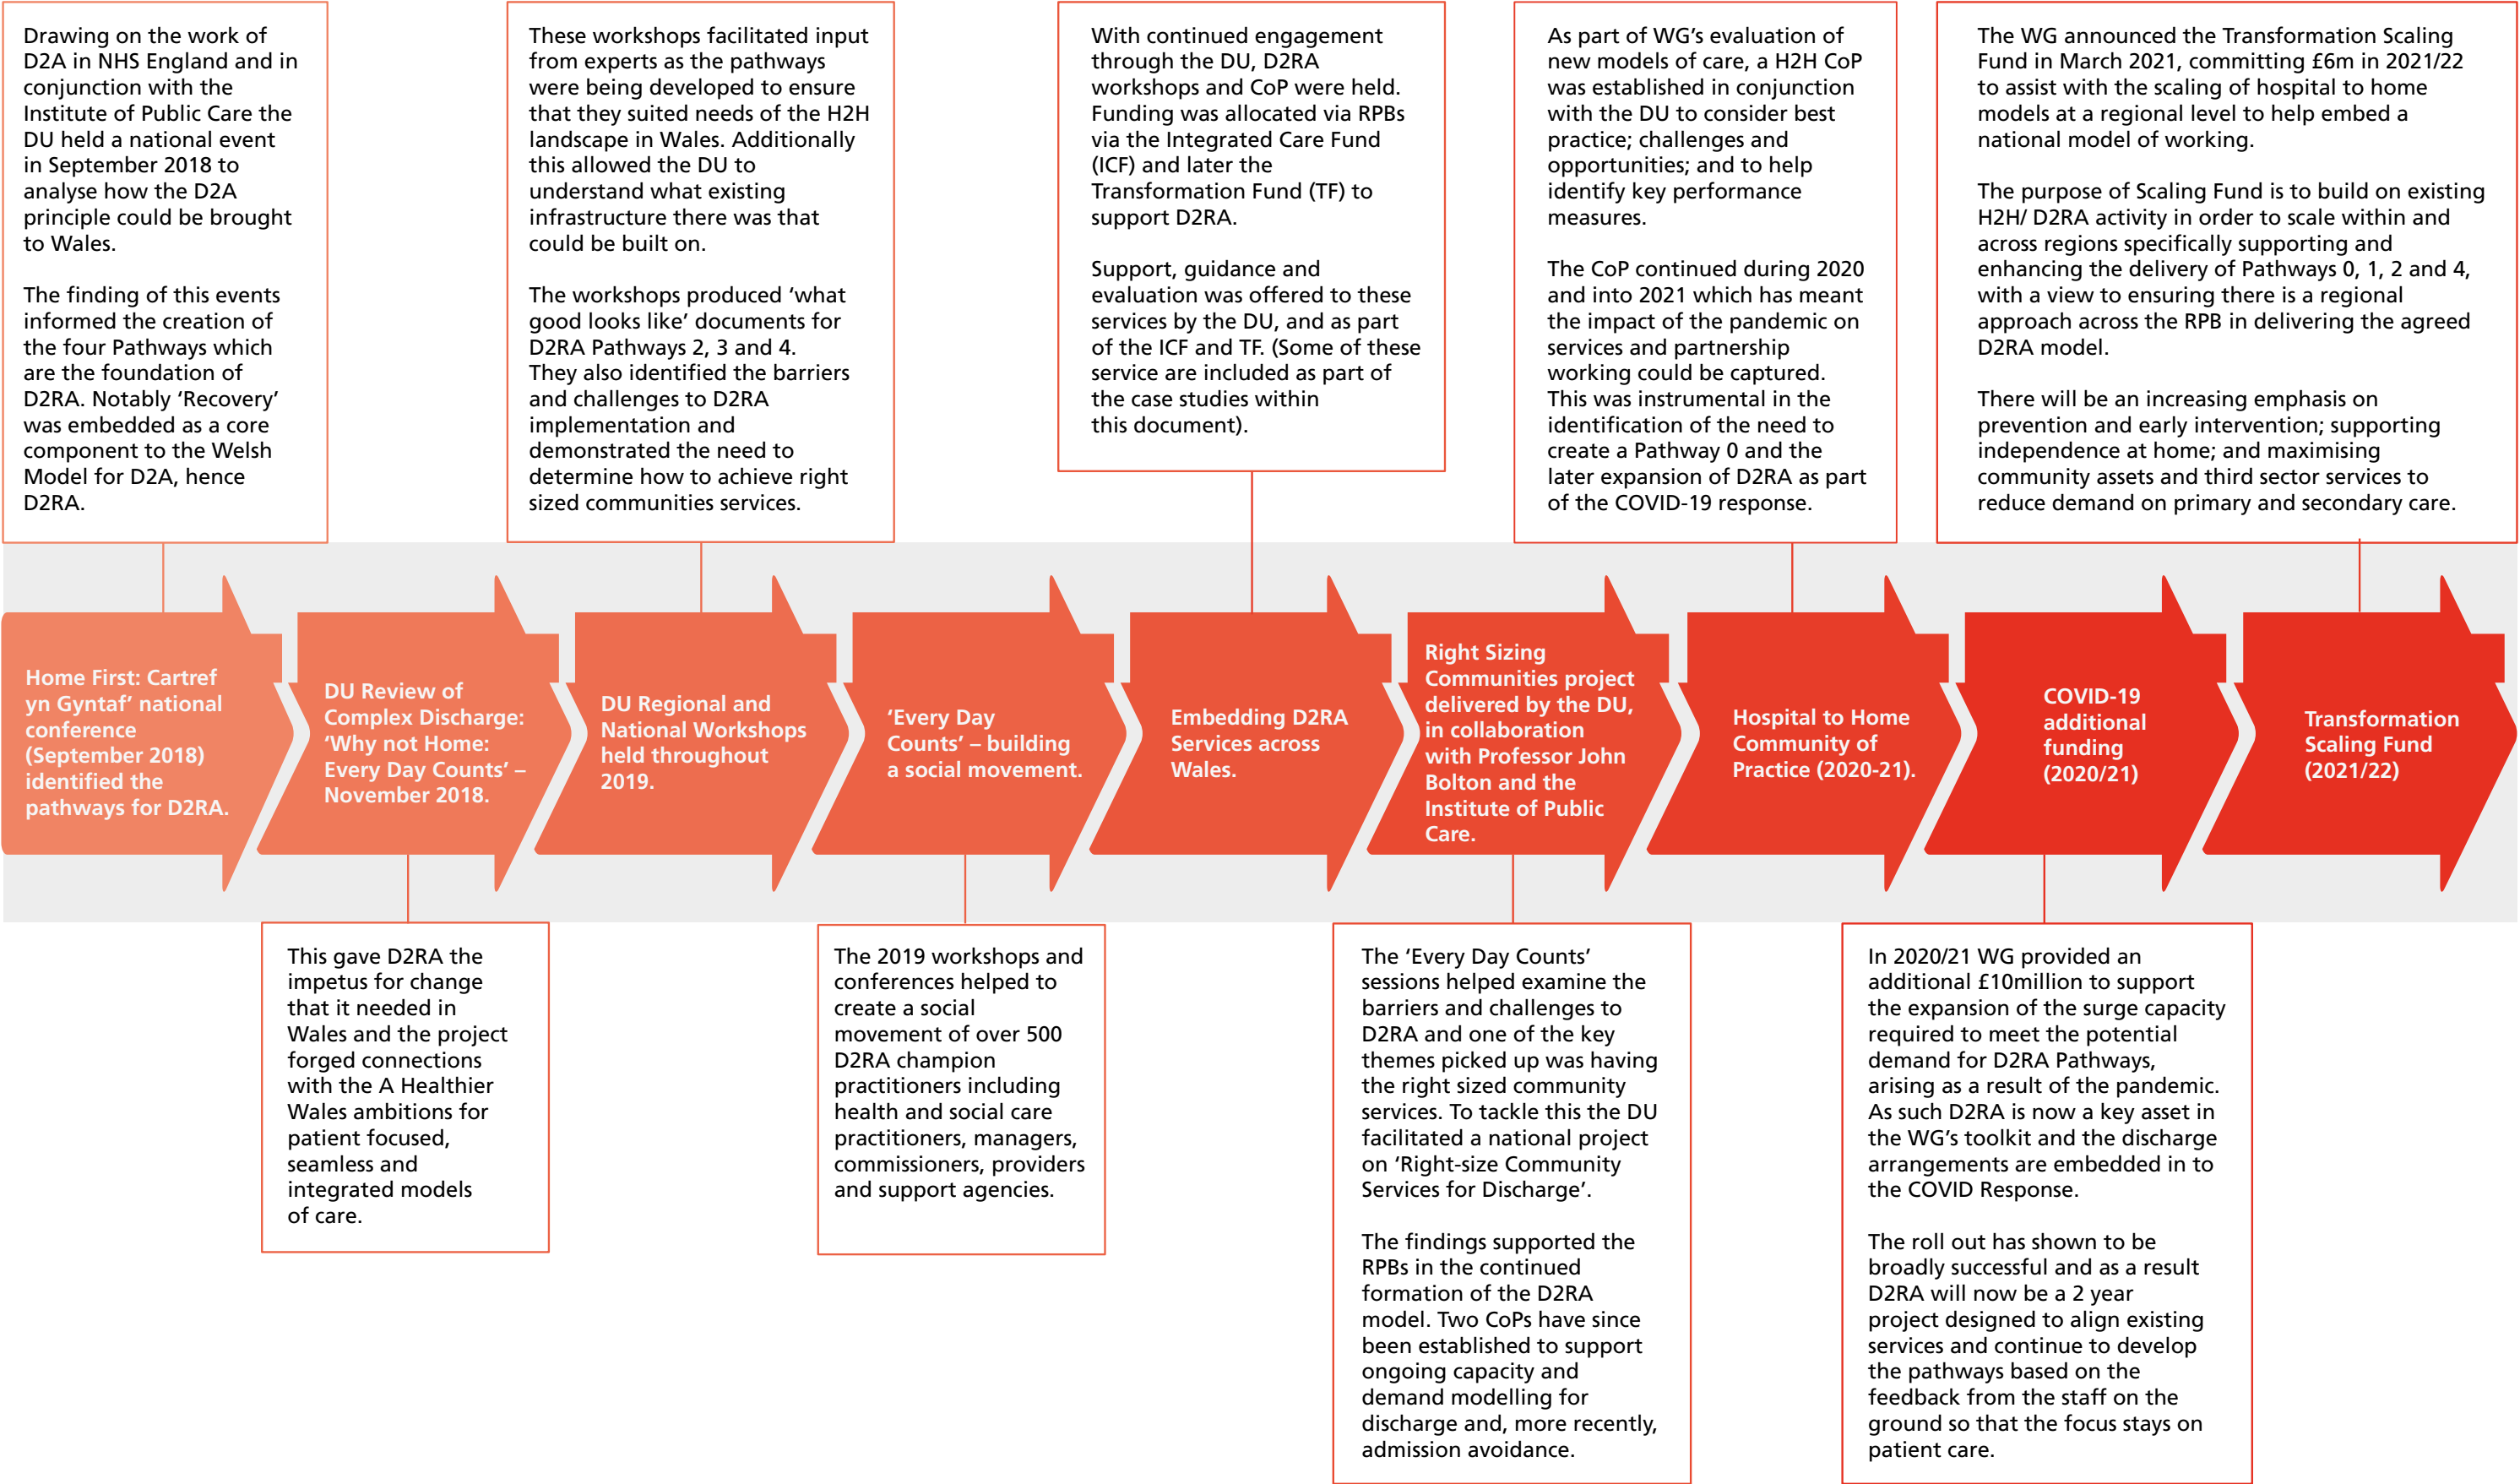 Drawing on the work of
D2A in NHS England and in
conjunction with the
Institute of Public Care the
DU held a national event
in September 2018 to
analyse how the D2A
principle could be brought
to Wales.
The finding of this events
informed the creation of
the four Pathways which
are the foundation of
D2RA. Notably ‘Recovery’
was embedded as a core
component to the Welsh
Model for D2A, hence
D2RA.
These workshops facilitated input
from experts as the pathways
were being developed to ensure
that they suited needs of the H2H
landscape in Wales. Additionally
this allowed the DU to
understand what existing
infrastructure there was that
could be built on.
The workshops produced ‘what
good looks like’ documents for
D2RA Pathways 2, 3 and 4.
They also identified the barriers
and challenges to D2RA
implementation and
demonstrated the need to
determine how to achieve right
sized communities services.
With continued engagement
through the DU, D2RA
workshops and CoP were held.
Funding was allocated via RPBs
via the Integrated Care Fund
(ICF) and later the
Transformation Fund (TF) to
support D2RA.
Support, guidance and
evaluation was offered to these
services by the DU, and as part
of the ICF and TF. (Some of these
service are included as part of
the case studies within
this document).
As part of WG’s evaluation of
new models of care, a H2H CoP
was established in conjunction
with the DU to consider best
practice; challenges and
opportunities; and to help
identify key performance
measures.
The CoP continued during 2020
and into 2021 which has meant
the impact of the pandemic on
services and partnership
working could be captured.
This was instrumental in the
identification of the need to
create a Pathway 0 and the
later expansion of D2RA as part
of the COVID-19 response.
The WG announced the Transformation Scaling
Fund in March 2021, committing £6m in 2021/22
to assist with the scaling of hospital to home
models at a regional level to help embed a
national model of working.
The purpose of Scaling Fund is to build on existing
H2H/ D2RA activity in order to scale within and
across regions specifically supporting and
enhancing the delivery of Pathways 0, 1, 2 and 4,
with a view to ensuring there is a regional
approach across the RPB in delivering the agreed
D2RA model.
There will be an increasing emphasis on
prevention and early intervention; supporting
independence at home; and maximising
community assets and third sector services to
reduce demand on primary and secondary care.
Home First: Cartref
yn Gyntaf’ national
conference
(September 2018)
identified the
pathways for D2RA.
DU Review of
Complex Discharge:
‘Why not Home:
Every Day Counts’ –
November 2018.
DU Regional and
National Workshops
held throughout
2019.
‘Every Day
Counts’ – building
a social movement.
Embedding D2RA
Services across
Wales.
Right Sizing
Communities project
delivered by the DU,
in collaboration
with Professor John
Bolton and the
Institute of Public
Care.
Hospital to Home
Community of
Practice (2020-21).
COVID-19
additional
funding
(2020/21)
Transformation
Scaling Fund
(2021/22)
This gave D2RA the
impetus for change
that it needed in
Wales and the project
forged connections
with the A Healthier
Wales ambitions for
patient focused,
seamless and
integrated models
of care.
The 2019 workshops and
conferences helped to
create a social
movement of over 500
D2RA champion
practitioners including
health and social care
practitioners, managers,
commissioners, providers
and support agencies.
The ‘Every Day Counts’
sessions helped examine the
barriers and challenges to
D2RA and one of the key
themes picked up was having
the right sized community
services. To tackle this the DU
facilitated a national project
on ‘Right-size Community
Services for Discharge’.
The findings supported the
RPBs in the continued
formation of the D2RA
model. Two CoPs have since
been established to support
ongoing capacity and
demand modelling for
discharge and, more recently,
admission avoidance.
In 2020/21 WG provided an
additional £10million to support
the expansion of the surge capacity
required to meet the potential
demand for D2RA Pathways,
arising as a result of the pandemic.
As such D2RA is now a key asset in
the WG’s toolkit and the discharge
arrangements are embedded in to
the COVID Response.
The roll out has shown to be
broadly successful and as a result
D2RA will now be a 2 year
project designed to align existing
services and continue to develop
the pathways based on the
feedback from the staff on the
ground so that the focus stays on
patient care.